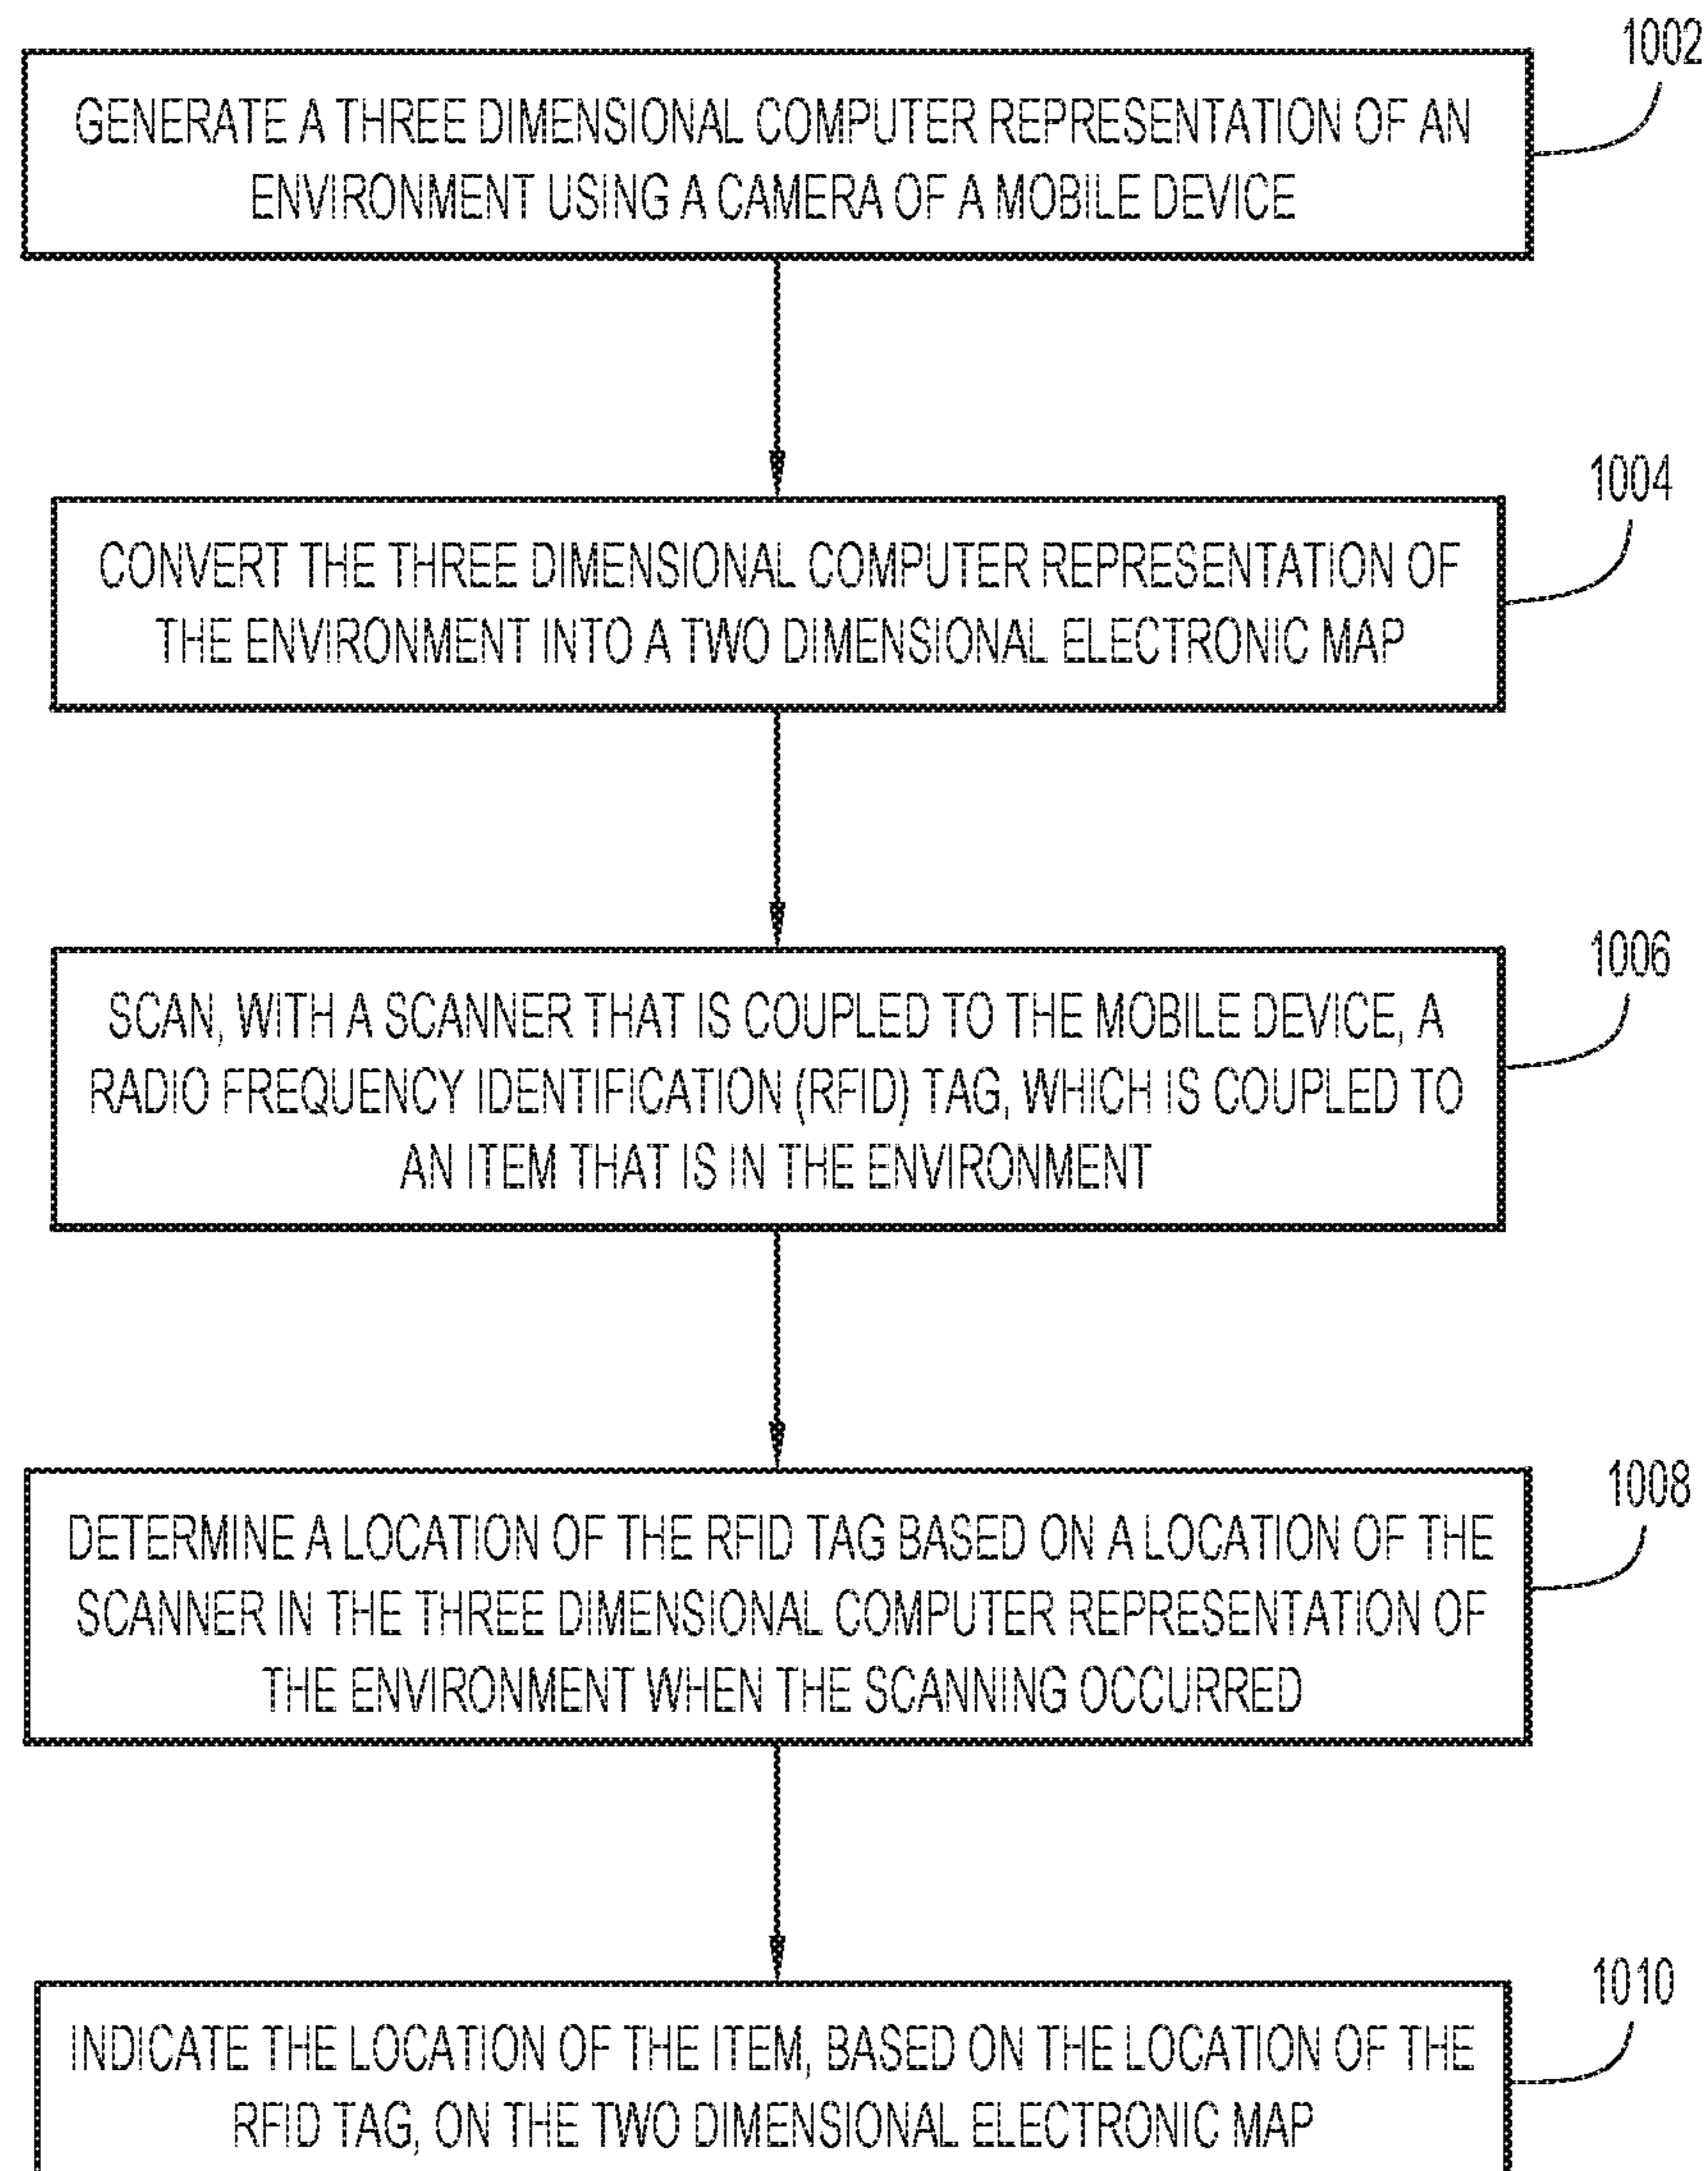 1002
GENERATE A THREE DIMENSIONAL COMPUTER REPRESENTATION OF AN
ENVIRONMENT USING A CAMERA OF A MOBILE DEVICE
1004
CONVERT THE THREE DIMENSIONAL COMPUTER REPRESENTATION OF
THE ENVIRONMENT INTO A TWO DIMENSIONAL ELECTRONIC MAP
1006
SCAN, WITH A SCANNER THAT IS COUPLED TO THE MOBILE DEVICE, A
RADIO FREQUENCY IDENTIFICATION (RFID) TAG, WHICH IS COUPLED TO
AN ITEM THAT IS IN THE ENVIRONMENT
1008
DETERMINE A LOCATION OF THE RFID TAG BASED ON A LOCATION OF THE
SCANNER IN THE THREE DIMENSIONAL COMPUTER REPRESENTATION OF
THE ENVIRONMENT WHEN THE SCANNING OCCURRED
1010
INDICATE THE LOCATION OF THE ITEM, BASED ON THE LOCATION OF THE
RFID TAG, ON THE TWO DIMENSIONAL ELECTRONIC MAP